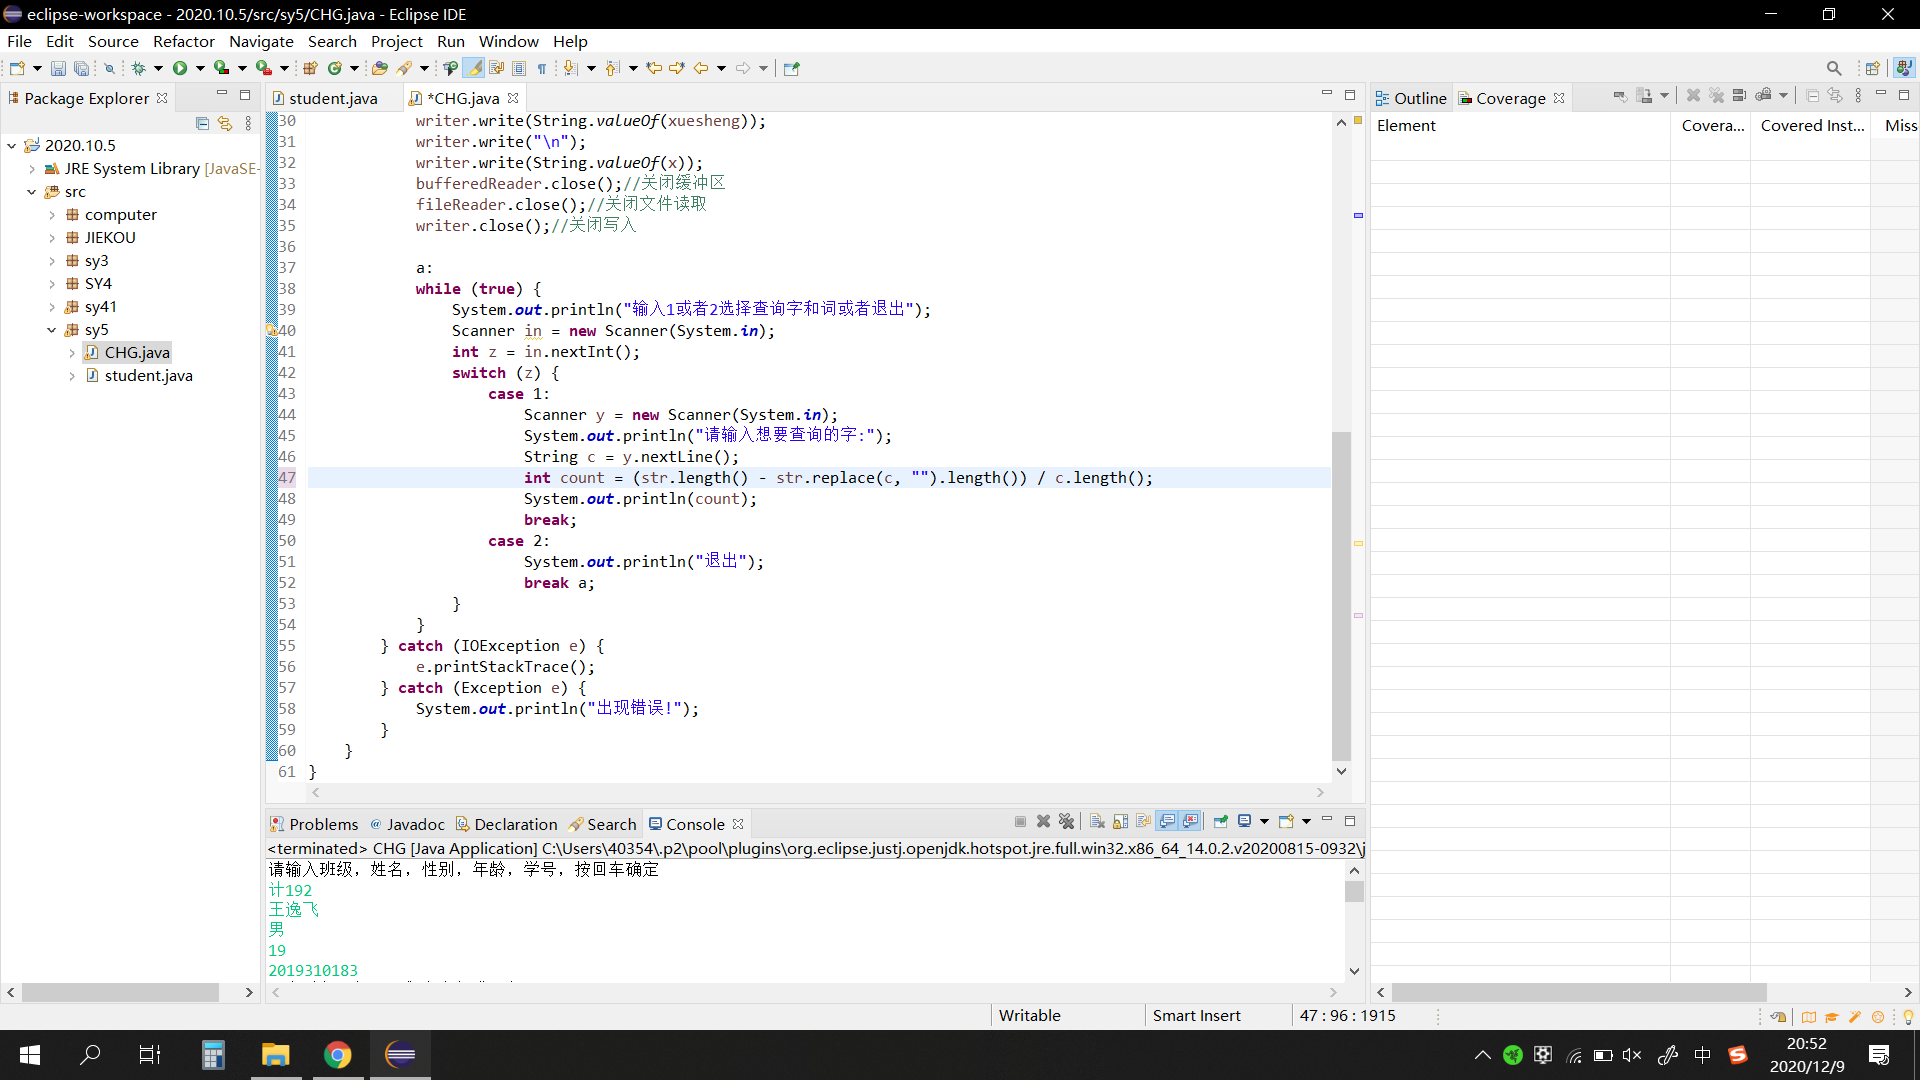 eclipse-workspace - 2020.10.5/src/sy5/CHG.java - Eclipse IDE
File Edit Source Refactor Navigate Search Project Run Window Help
Package Explorer
student.java
*CHG.java
Outline
Coverage
2020.10.5
JRE System Library [JavaSE-
src
computer
JIEKOU
sy3
SY4
sy41
sy5
CHG.java
student.java
30 writer.write(String.valueOf(xuesheng));
31 writer.write("\n");
32 writer.write(String.valueOf(x));
33 bufferedReader.close();//关闭缓冲区
34 fileReader.close();//关闭文件读取
35 writer.close();//关闭写入
36
37 a:
38 while (true) {
39 System.out.println("输入1或者2选择查询字和词或者退出");
40 Scanner in = new Scanner(System.in);
41 int z = in.nextInt();
42 switch (z) {
43 case 1:
44 Scanner y = new Scanner(System.in);
45 System.out.println("请输入想要查询的字:");
46 String c = y.nextLine();
47 int count = (str.length() - str.replace(c, "").length()) / c.length();
48 System.out.println(count);
49 break;
50 case 2:
51 System.out.println("退出");
52 break a;
53 }
54 }
55 } catch (IOException e) {
56 e.printStackTrace();
57 } catch (Exception e) {
58 System.out.println("出现错误!");
59 }
60 }
61 }
Element Covera... Covered Inst... Miss
Problems @ Javadoc Declaration Search Console
<terminated> CHG [Java Application] C:\Users\40354\.p2\pool\plugins\org.eclipse.justj.openjdk.hotspot.jre.full.win32.x86_64_14.0.2.v20200815-0932\j
请输入班级，姓名，性别，年龄，学号，按回车确定
计192
王逸飞
男
19
2019310183
Writable Smart Insert 47 : 96 : 1915
中
20:52
2020/12/9